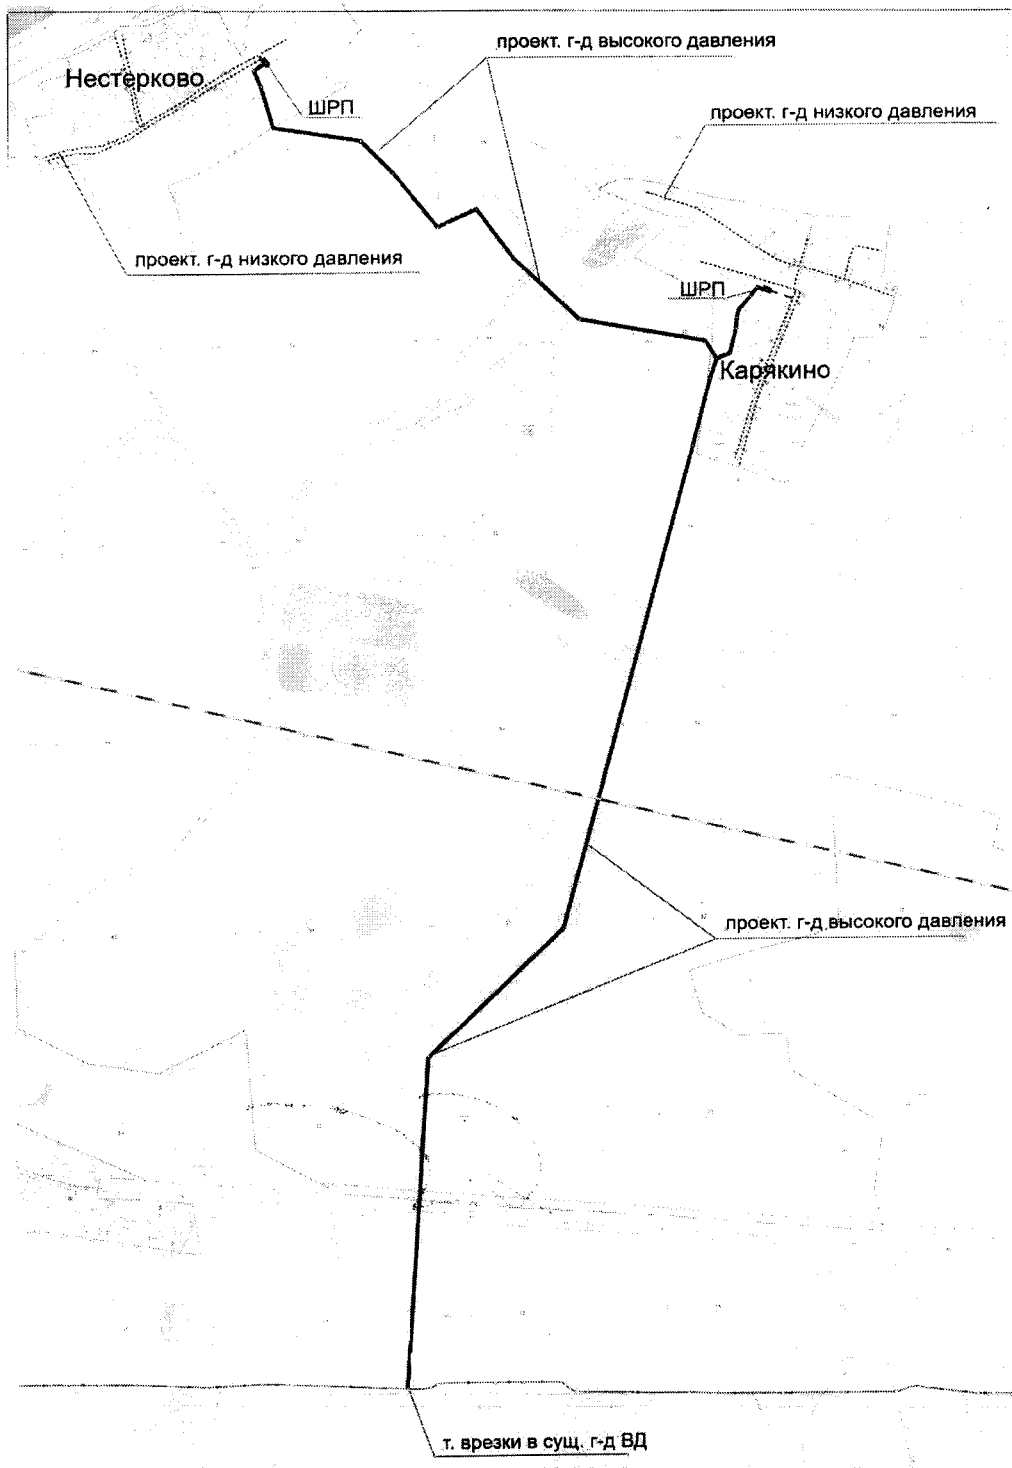 проект. г-д высокого давления
Нестерково
ШРП
проект. г-д низкого давления
проект. г-д низкого давления
ШРП
Карякино
проект. г-д высокого давления
т. врезки в сущ. г-д ВД